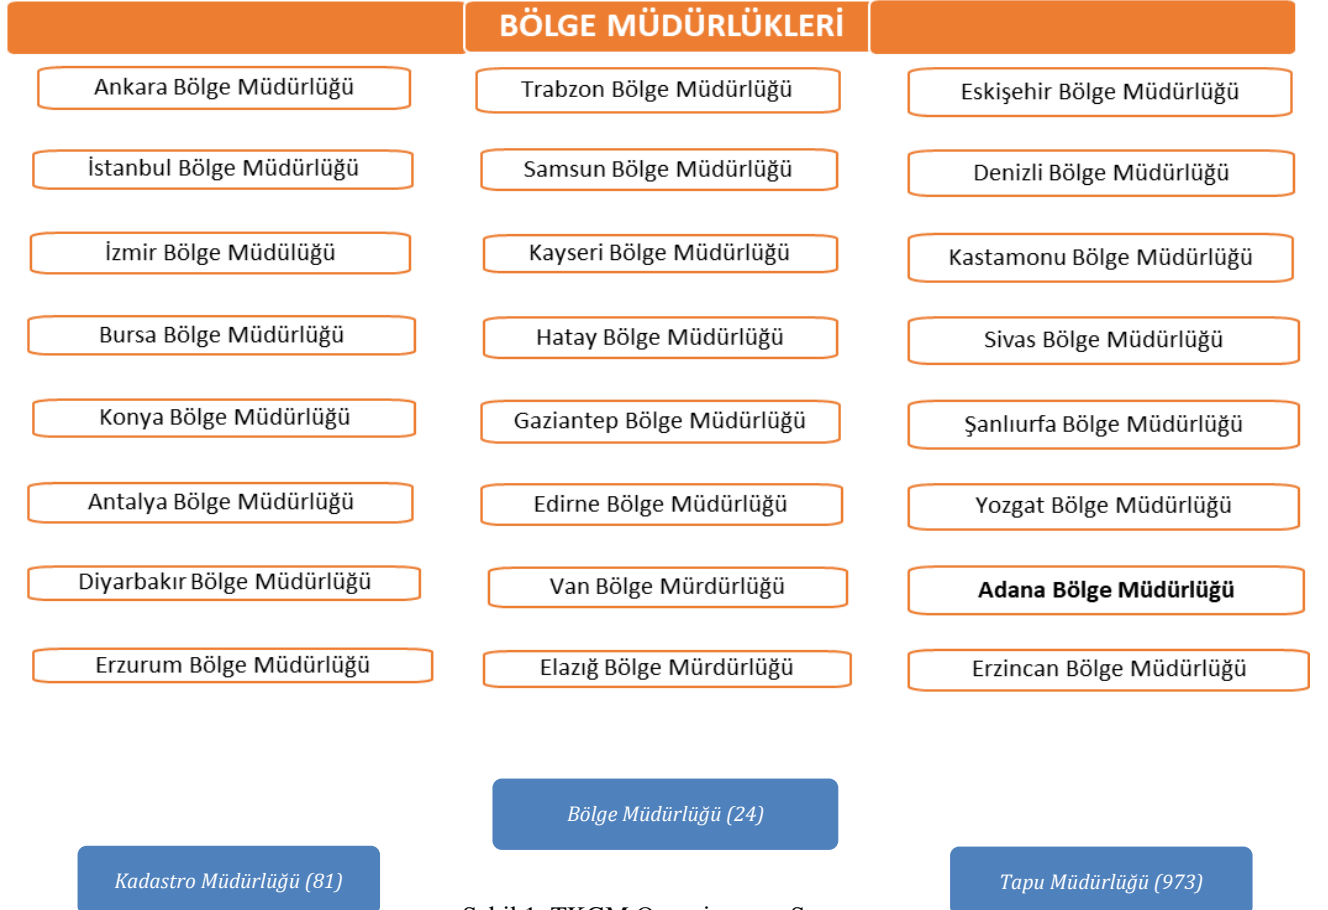 BÖLGE MÜDÜRLÜKLERİ
Ankara Bölge Müdürlüğü
İstanbul Bölge Müdürlüğü
İzmir Bölge Müdülüğü
Bursa Bölge Müdürlüğü
Konya Bölge Müdürlüğü
Antalya Bölge Müdürlüğü
Diyarbakır Bölge Müdürlüğü
Erzurum Bölge Müdürlüğü
Trabzon Bölge Müdürlüğü
Samsun Bölge Müdürlüğü
Kayseri Bölge Müdürlüğü
Hatay Bölge Müdürlüğü
Gaziantep Bölge Müdürlüğü
Edirne Bölge Müdürlüğü
Van Bölge Mürdürlüğü
Elazığ Bölge Mürdürlüğü
Eskişehir Bölge Müdürlüğü
Denizli Bölge Müdürlüğü
Kastamonu Bölge Müdürlüğü
Sivas Bölge Müdürlüğü
Şanlıurfa Bölge Müdürlüğü
Yozgat Bölge Müdürlüğü
Adana Bölge Müdürlüğü
Erzincan Bölge Müdürlüğü
Bölge Müdürlüğü (24)
Kadastro Müdürlüğü (81)
Tapu Müdürlüğü (973)